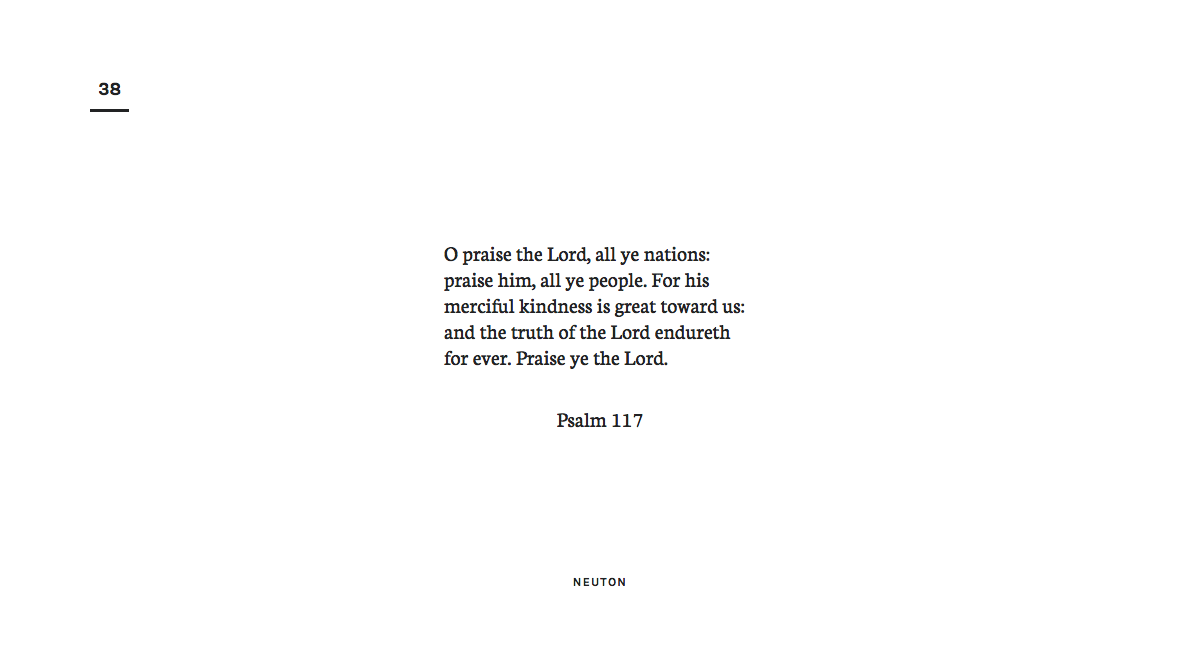 38
O praise the Lord, all ye nations:
praise him, all ye people. For his
merciful kindness is great toward us:
and the truth of the Lord endureth
for ever. Praise ye the Lord.
Psalm 117
NEUTON